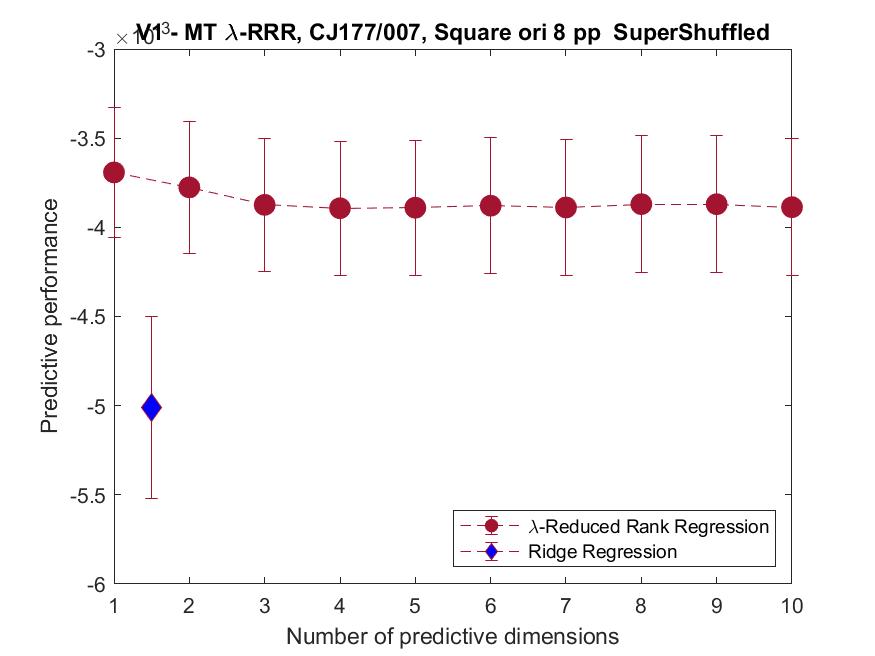 V1 - MT λ-RRR, CJ177/007, Square ori 8 pp  SuperShuffled
-3
-3.5
-4
-4.5
-5
-5.5
-6
Predictive performance
λ-Reduced Rank Regression
Ridge Regression
1 2 3 4 5 6 7 8 9 10
Number of predictive dimensions